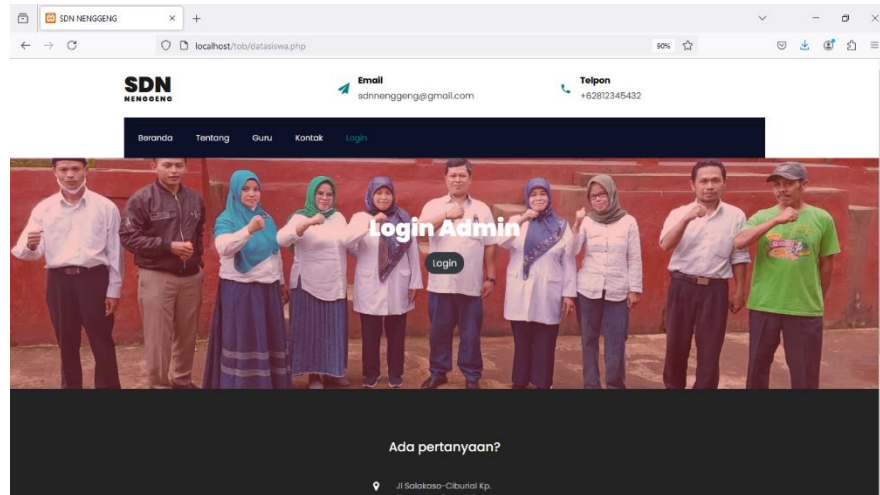 SDN NENGGENG
localhost/tob/datasiswa.php
90%
SDN
NENGGENG
Email
sdnnenggeng@gmail.com
Telpon
+62812345432
Beranda Tentang Guru Kontak Login
Login Admin
Login
Ada pertanyaan?
Jl Salakaso-Ciburial Kp.